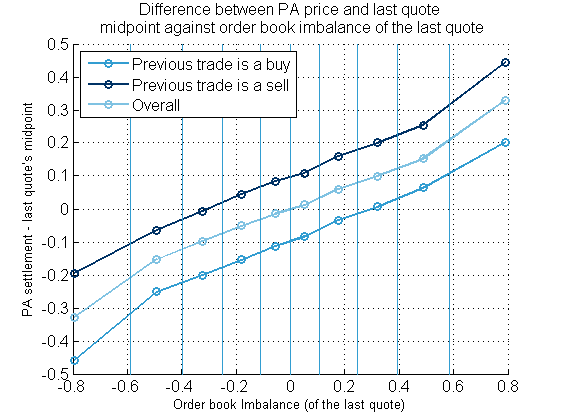 Difference between PA price and last quote
midpoint against order book imbalance of the last quote
0.5
0.4
0.3
0.2
0.1
0
-0.1
-0.2
-0.3
-0.4
-0.5
Previous trade is a buy
Previous trade is a sell
Overall
PA settlement - last quote's midpoint
-0.8 -0.6 -0.4 -0.2 0 0.2 0.4 0.6 0.8
Order book Imbalance (of the last quote)